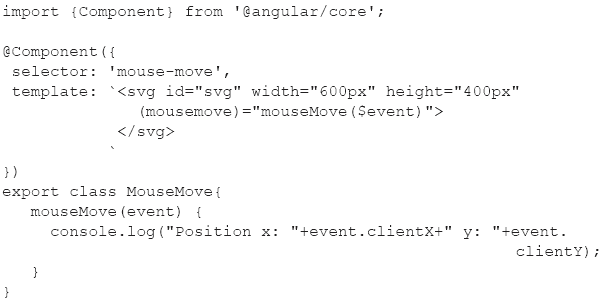 import {Component} from '@angular/core';
@Component({
selector: 'mouse-move',
template: `<svg id="svg" width="600px" height="400px"
(mousemove)="mouseMove($event)">
</svg>
`
})
export class MouseMove{
mouseMove(event) {
console.log("Position x: "+event.clientX+" y: "+event.
clientY);
}
}